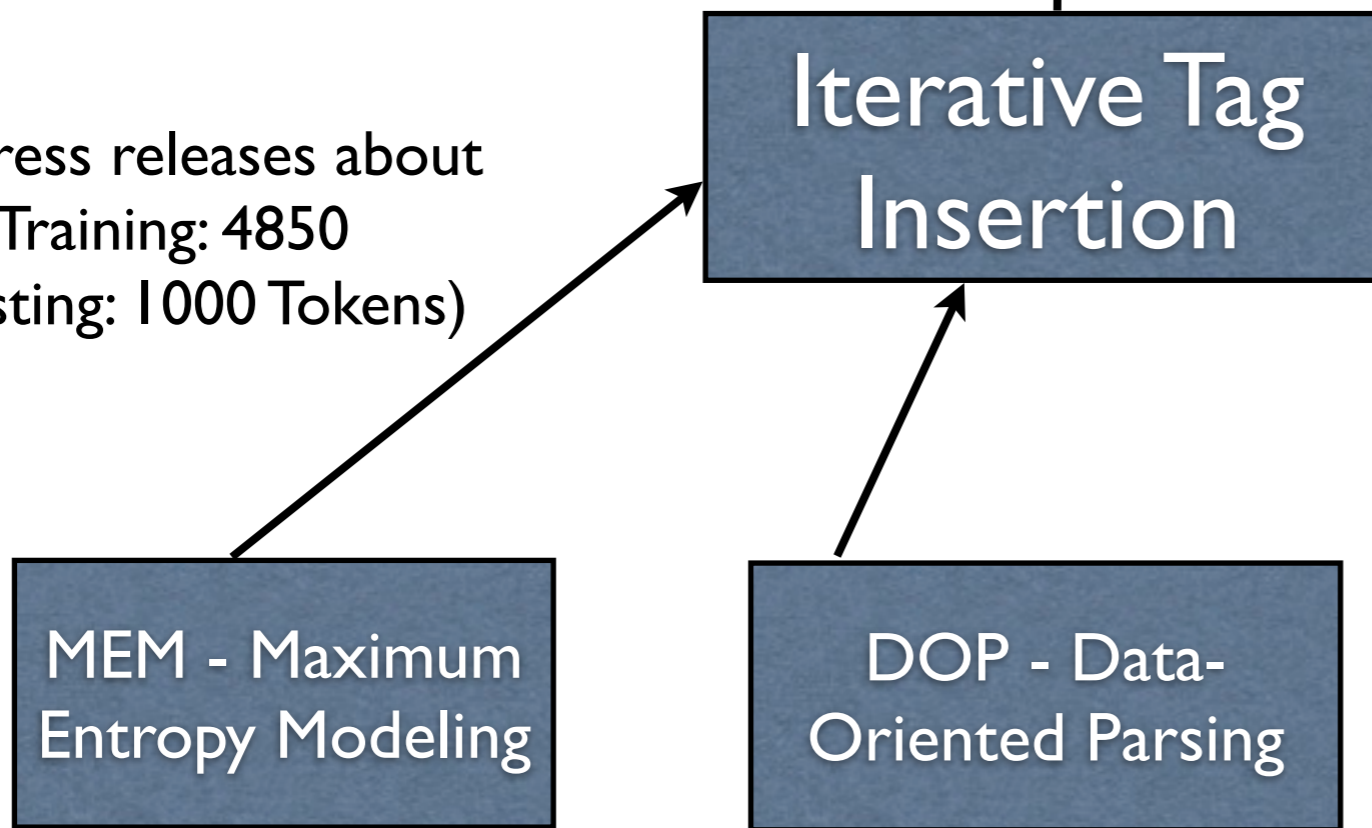 Iterative Tag
Insertion
ress releases about
Training: 4850
sting: 1000 Tokens)
MEM - Maximum
Entropy Modeling
DOP - Data-
Oriented Parsing